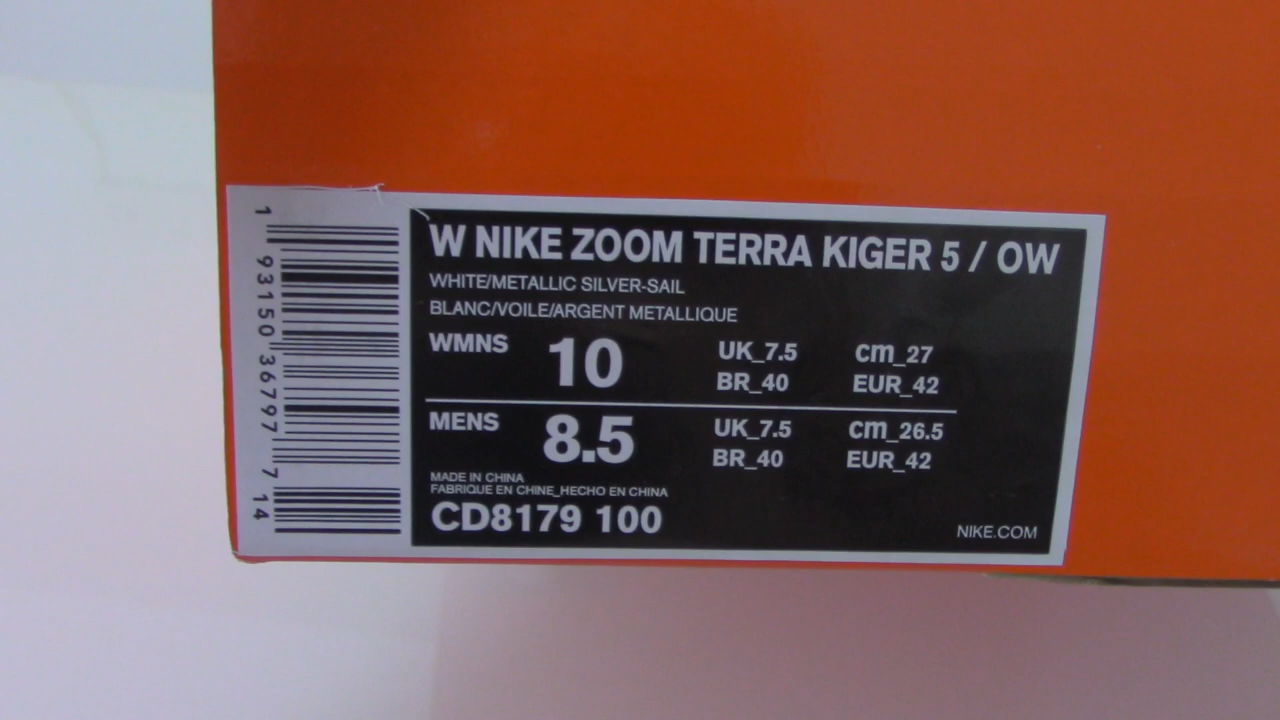 1 93150 36797 7 14
W NIKE ZOOM TERRA KIGER 5 / OW
WHITE/METALLIC SILVER-SAIL
BLANC/VOILE/ARGENT METALLIQUE
WMNS 10 UK_7.5 cm_27
BR_40 EUR_42
MENS 8.5 UK_7.5 cm_26.5
BR_40 EUR_42
MADE IN CHINA
FABRIQUE EN CHINE_HECHO EN CHINA
CD8179 100
NIKE.COM